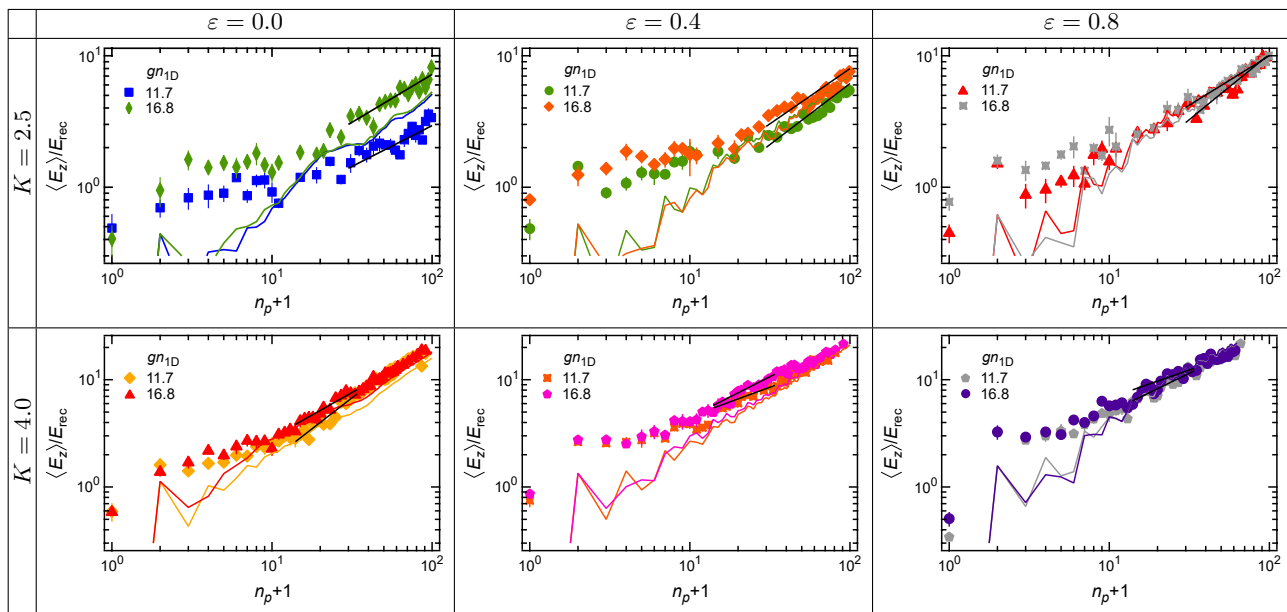 ε = 0.0
ε = 0.4
ε = 0.8
K = 2.5
⟨E_z⟩/E_rec
10^1
10^0
gn_1D
11.7
16.8
10^0
10^1
10^2
n_p+1
⟨E_z⟩/E_rec
10^1
10^0
gn_1D
11.7
16.8
10^0
10^1
10^2
n_p+1
⟨E_z⟩/E_rec
10^1
10^0
gn_1D
11.7
16.8
10^0
10^1
10^2
n_p+1
K = 4.0
⟨E_z⟩/E_rec
10^1
10^0
gn_1D
11.7
16.8
10^0
10^1
10^2
n_p+1
⟨E_z⟩/E_rec
10^1
10^0
gn_1D
11.7
16.8
10^0
10^1
10^2
n_p+1
⟨E_z⟩/E_rec
10^1
10^0
gn_1D
11.7
16.8
10^0
10^1
10^2
n_p+1